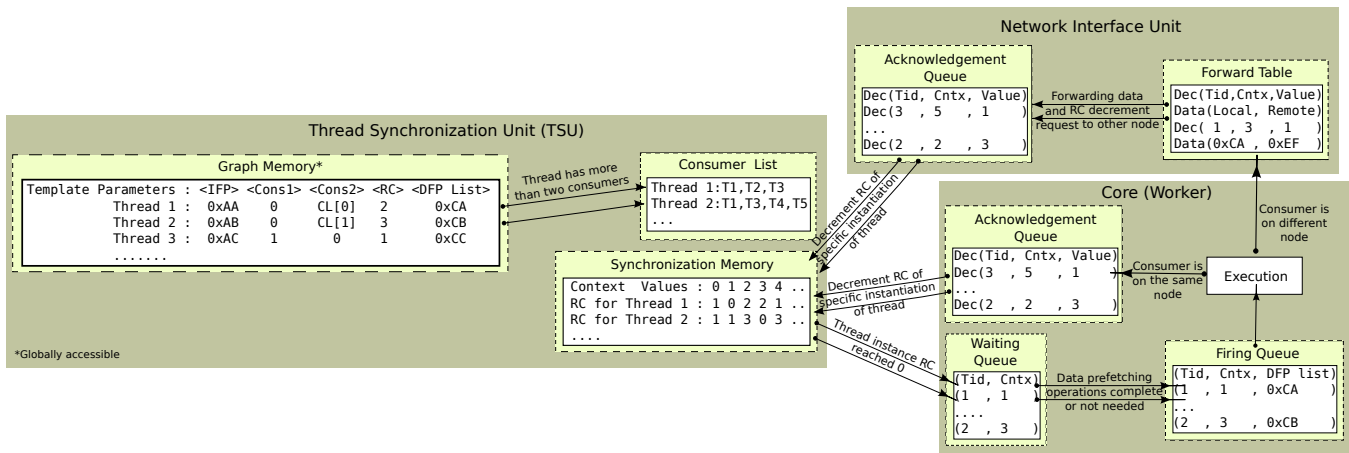 Network Interface Unit
Acknowledgement
Queue
Dec(Tid, Cntx, Value)
Dec(3 , 5 , 1 )
...
Dec(2 , 2 , 3 )
Forwarding data
and RC decrement
request to other node
Forward Table
Dec(Tid,Cntx,Value)
Data(Local, Remote)
Dec( 1 , 3 , 1 )
Data(0xCA , 0xEF )
Thread Synchronization Unit (TSU)
Graph Memory*
Template Parameters : <IFP> <Cons1> <Cons2> <RC> <DFP List>
Thread 1 : 0xAA 0 CL[0] 2 0xCA
Thread 2 : 0xAB 0 CL[1] 3 0xCB
Thread 3 : 0xAC 1 0 1 0xCC
.......
Thread has more
than two consumers
Consumer List
Thread 1:T1,T2,T3
Thread 2:T1,T3,T4,T5
...
Decrement RC of
specific instantiation
of thread
Synchronization Memory
Context Values : 0 1 2 3 4 ..
RC for Thread 1 : 1 0 2 2 1 ..
RC for Thread 2 : 1 1 3 0 3 ..
....
*Globally accessible
Decrement RC of
specific instantiation
of thread
Thread instance RC
reached 0
Core (Worker)
Acknowledgement
Queue
Dec(Tid, Cntx, Value)
Dec(3 , 5 , 1 )
...
Dec(2 , 2 , 3 )
Consumer is
on the same
node
Consumer is
on different
node
Execution
Waiting
Queue
(Tid, Cntx)
(1 , 1 )
....
(2 , 3 )
Data prefetching
operations complete
or not needed
Firing Queue
(Tid, Cntx, DFP list)
(1 , 1 , 0xCA )
...
(2 , 3 , 0xCB )